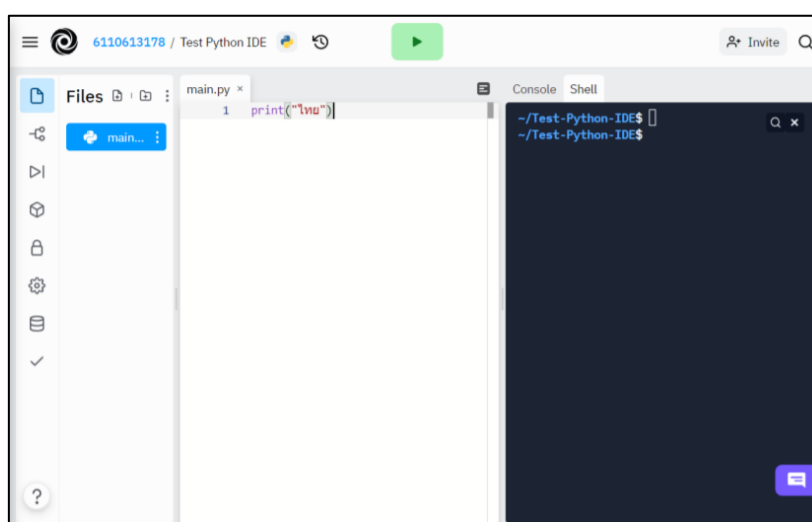 6110613178 / Test Python IDE
Invite
Files
main...
main.py ×
1 print("ไทย")
Console Shell
~/Test-Python-IDE$
~/Test-Python-IDE$
?